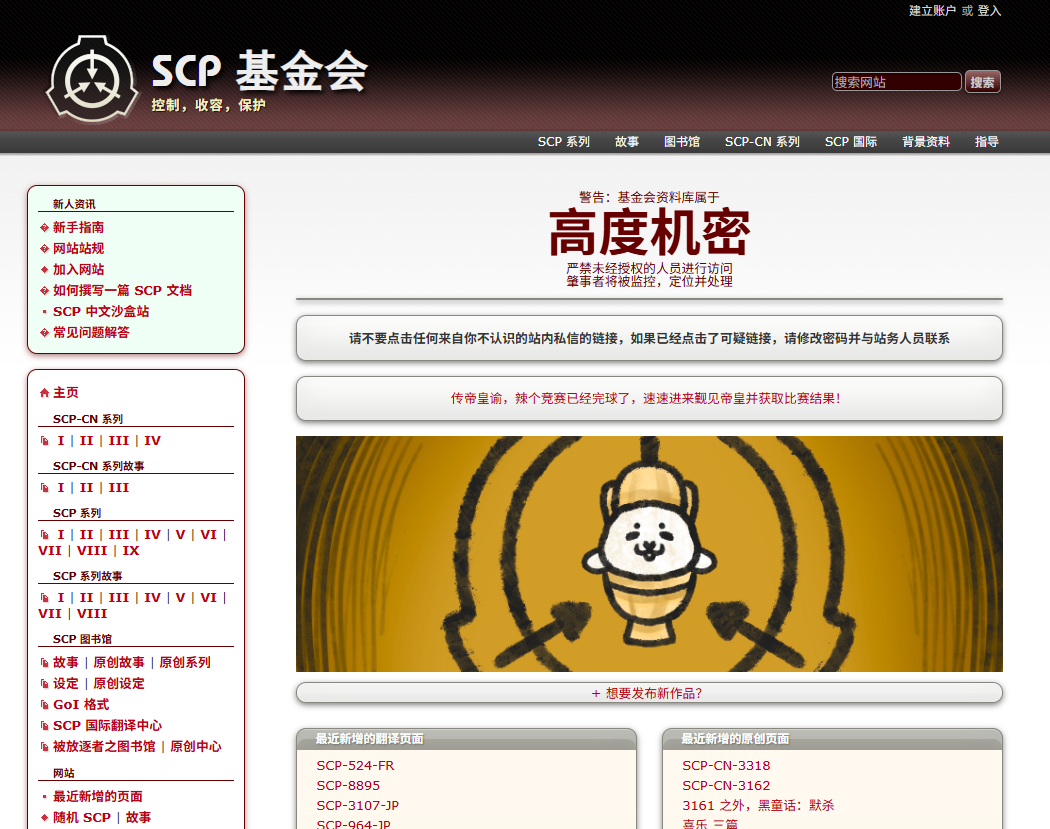 建立账户 或 登入
SCP 基金会
控制，收容，保护
搜索网站 搜索
SCP 系列 故事 图书馆 SCP-CN 系列 SCP 国际 背景资料 指导
新人资讯
新手指南
网站站规
加入网站
如何撰写一篇 SCP 文档
SCP 中文沙盒站
常见问题解答
主页
SCP-CN 系列
I | II | III | IV
SCP-CN 系列故事
I | II | III
SCP 系列
I | II | III | IV | V | VI |
VII | VIII | IX
SCP 系列故事
I | II | III | IV | V | VI |
VII | VIII
SCP 图书馆
故事 | 原创故事 | 原创系列
设定 | 原创设定
GoI 格式
SCP 国际翻译中心
被放逐者之图书馆 | 原创中心
网站
最近新增的页面
随机 SCP | 故事
警告：基金会资料库属于
高度机密
严禁未经授权的人员进行访问
肇事者将被监控，定位并处理
请不要点击任何来自你不认识的站内私信的链接，如果已经点击了可疑链接，请修改密码并与站务人员联系
传帝皇谕，辣个竞赛已经完球了，速速进来觐见帝皇并获取比赛结果！
+ 想要发布新作品？
最近新增的翻译页面
SCP-524-FR
SCP-8895
SCP-3107-JP
SCP-964-JP
最近新增的原创页面
SCP-CN-3318
SCP-CN-3162
3161 之外，黑童话：默杀
喜乐 三篇